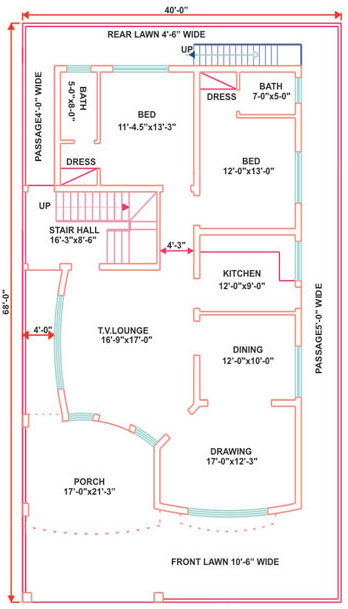 40'-0"
REAR LAWN 4'-6" WIDE
UP
PASSAGE4'-0" WIDE
BATH
5-0"x8-0"
BED
11'-4.5"x13'-3"
DRESS
BATH
7-0"x5-0"
DRESS
BED
12'-0"x13'-0"
UP
STAIR HALL
16'-3"x8'-6"
4'-3"
KITCHEN
12'-0"x9'-0"
68'-0"
4'-0"
T.V.LOUNGE
16'-9"x17'-0"
PASSAGE5'-0" WIDE
DINING
12'-0"x10'-0"
DRAWING
17'-0"x12'-3"
PORCH
17'-0"x21'-3"
FRONT LAWN 10'-6" WIDE